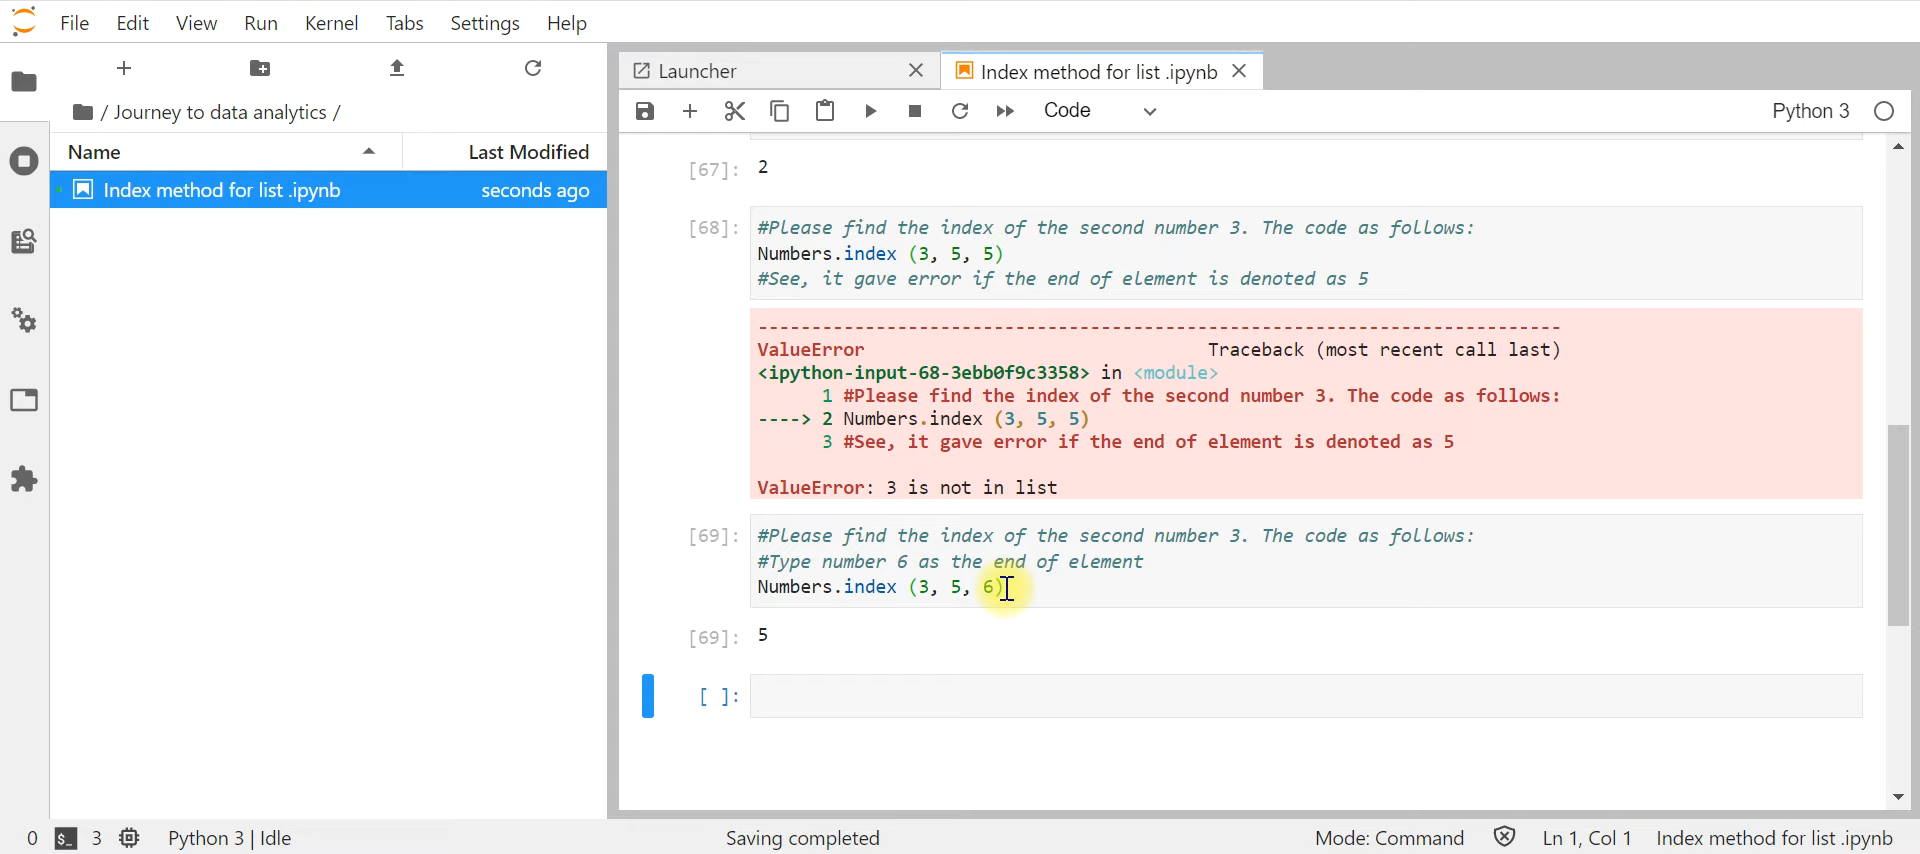 File Edit View Run Kernel Tabs Settings Help
/ Journey to data analytics /
Name Last Modified
Index method for list .ipynb seconds ago
Launcher
Index method for list .ipynb
Code
Python 3
[67]: 2
[68]: #Please find the index of the second number 3. The code as follows:
Numbers.index (3, 5, 5)
#See, it gave error if the end of element is denoted as 5
---------------------------------------------------------------------------
ValueError Traceback (most recent call last)
<ipython-input-68-3ebb0f9c3358> in <module>
1 #Please find the index of the second number 3. The code as follows:
----> 2 Numbers.index (3, 5, 5)
3 #See, it gave error if the end of element is denoted as 5
ValueError: 3 is not in list
[69]: #Please find the index of the second number 3. The code as follows:
#Type number 6 as the end of element
Numbers.index (3, 5, 6)
[69]: 5
[ ]:
0 $_ 3 Python 3 | Idle Saving completed Mode: Command Ln 1, Col 1 Index method for list .ipynb